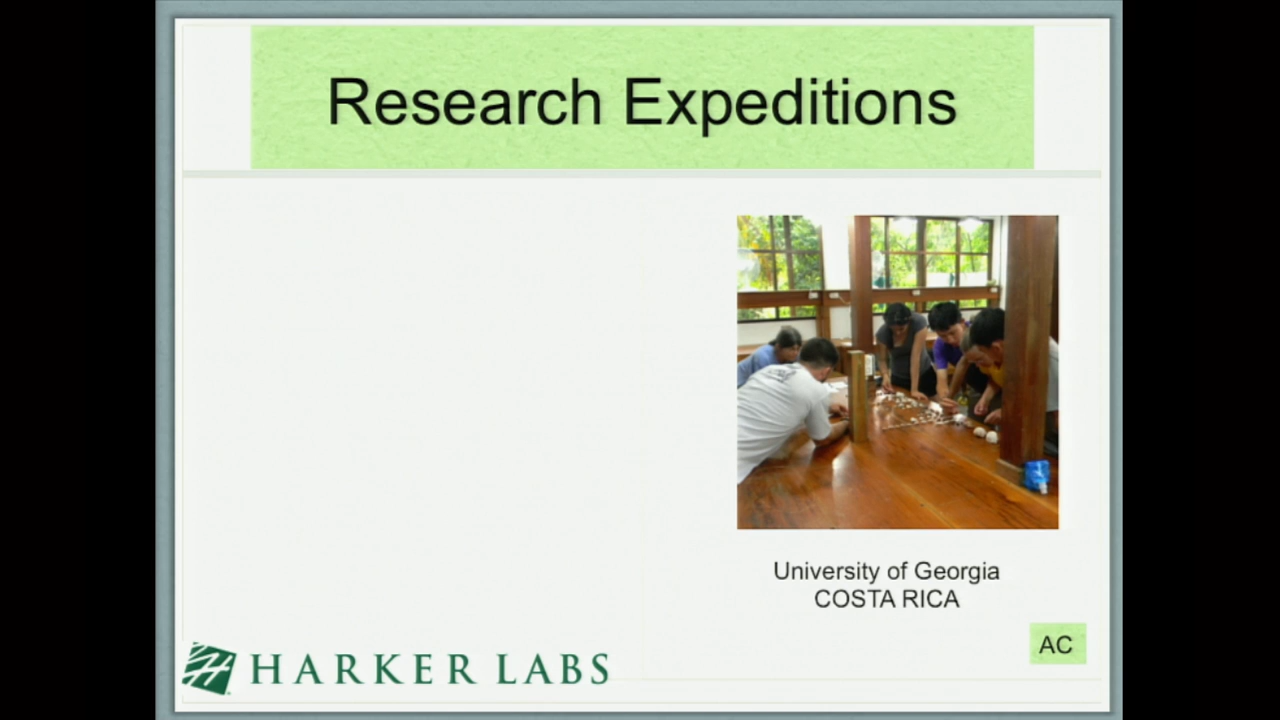 Research Expeditions
University of Georgia
COSTA RICA
AC
HARKER LABS